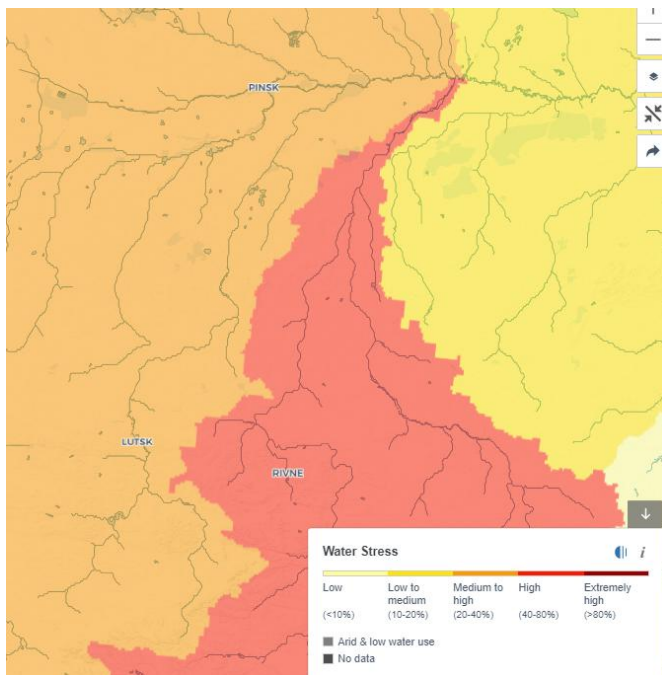 PINSK
LUTSK
RIVNE
Water Stress
i
Low
Low to medium
Medium to high
High
Extremely high
(<10%)
(10-20%)
(20-40%)
(40-80%)
(>80%)
Arid & low water use
No data